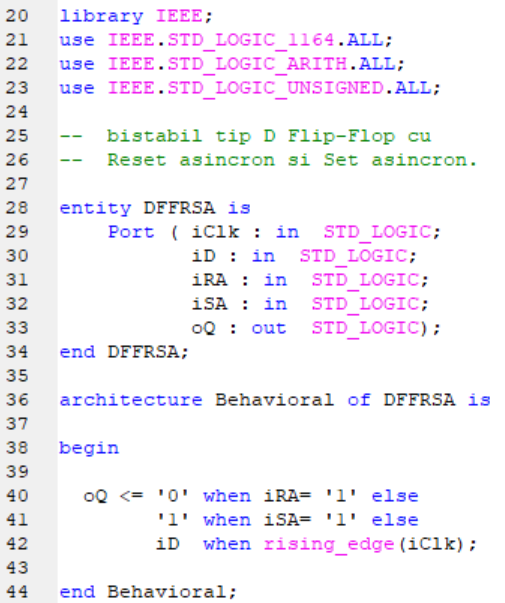 20 library IEEE;
21 use IEEE.STD_LOGIC_1164.ALL;
22 use IEEE.STD_LOGIC_ARITH.ALL;
23 use IEEE.STD_LOGIC_UNSIGNED.ALL;
24
25 --  bistabil tip D Flip-Flop cu
26 --  Reset asincron si Set asincron.
27
28 entity DFFRSA is
29     Port ( iClk : in  STD_LOGIC;
30            iD : in  STD_LOGIC;
31            iRA : in  STD_LOGIC;
32            iSA : in  STD_LOGIC;
33            oQ : out  STD_LOGIC);
34 end DFFRSA;
35
36 architecture Behavioral of DFFRSA is
37
38 begin
39
40   oQ <= '0' when iRA= '1' else
41         '1' when iSA= '1' else
42         iD  when rising_edge(iClk);
43
44 end Behavioral;